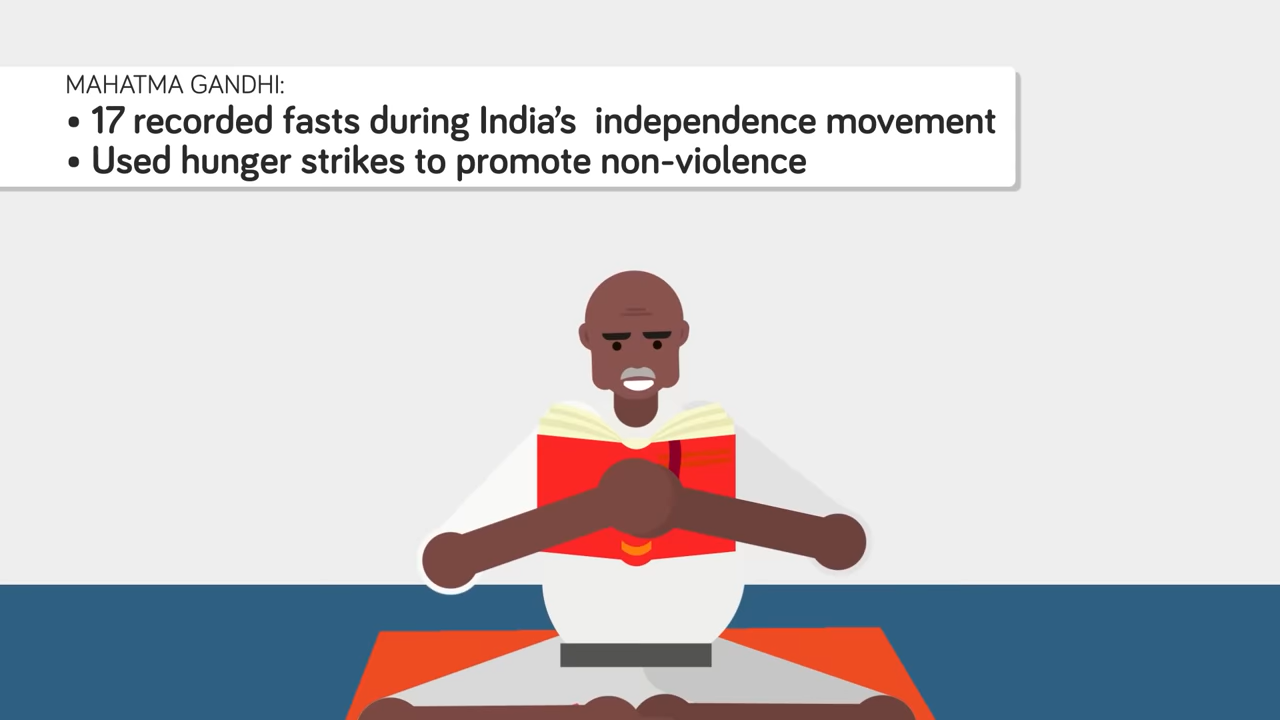 MAHATMA GANDHI:
• 17 recorded fasts during India’s  independence movement
• Used hunger strikes to promote non-violence